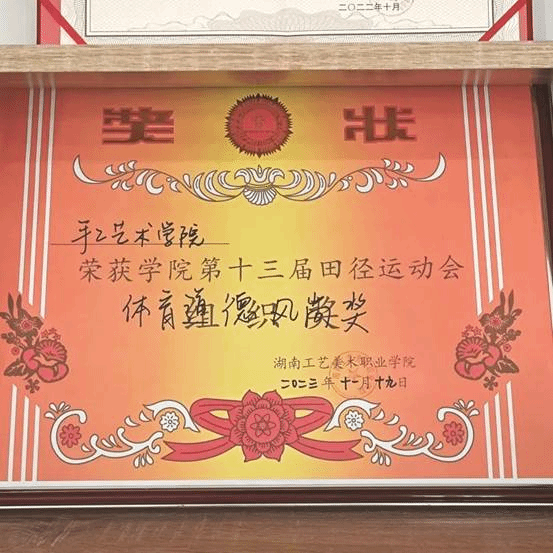 二〇二二年十月
奖状
手工艺术学院
荣获学院第十三届田径运动会
体育道德风尚奖
湖南工艺美术职业学院
二〇二三年十一月十九日